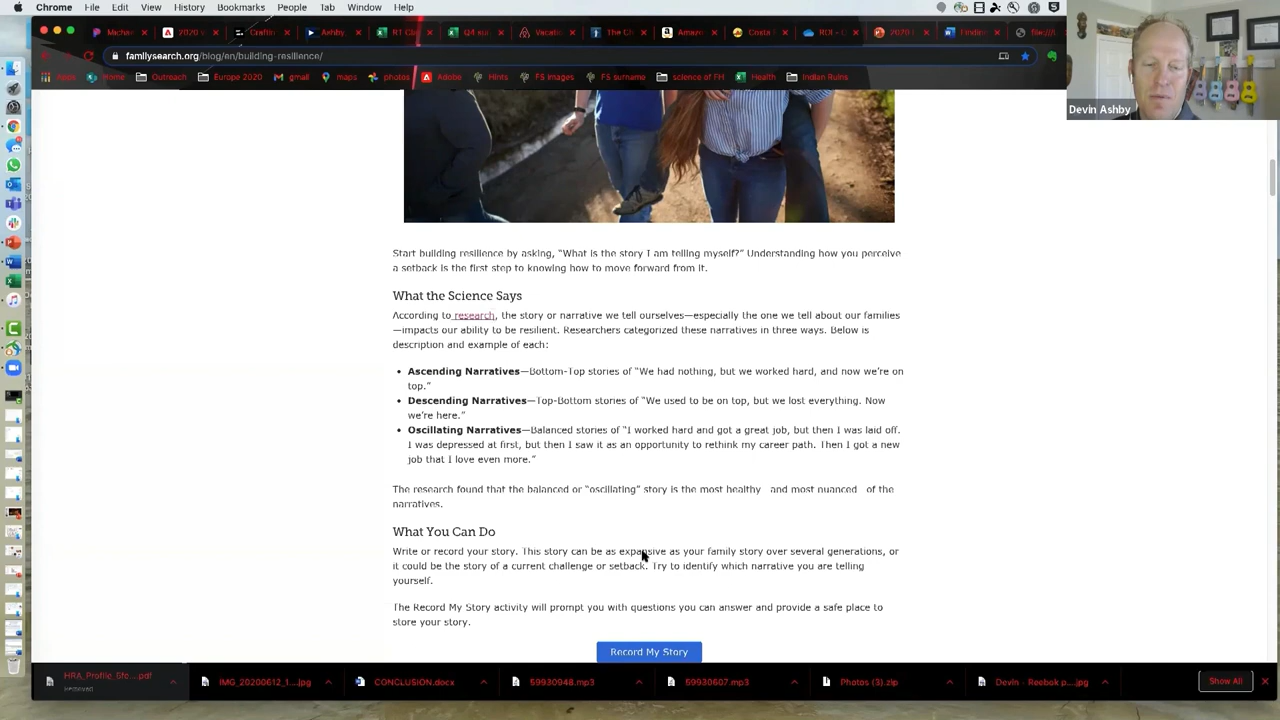 Chrome File Edit View History Bookmarks People Tab Window Help
familysearch.org/blog/en/building-resilience/
Apps Home Outreach Europe 2020 gmail maps photos Adobe Hints FS images FS surname science of FH Health Indian Ruins
Devin Ashby
Start building resilience by asking, “What is the story I am telling myself?” Understanding how you perceive
a setback is the first step to knowing how to move forward from it.
What the Science Says
According to research, the story or narrative we tell ourselves—especially the one we tell about our families
—impacts our ability to be resilient. Researchers categorized these narratives in three ways. Below is
description and example of each:
• Ascending Narratives—Bottom-Top stories of “We had nothing, but we worked hard, and now we’re on
top.”
• Descending Narratives—Top-Bottom stories of “We used to be on top, but we lost everything. Now
we’re here.”
• Oscillating Narratives—Balanced stories of “I worked hard and got a great job, but then I was laid off.
I was depressed at first, but then I saw it as an opportunity to rethink my career path. Then I got a new
job that I love even more.”
The research found that the balanced or “oscillating” story is the most healthy and most nuanced of the
narratives.
What You Can Do
Write or record your story. This story can be as expansive as your family story over several generations, or
it could be the story of a current challenge or setback. Try to identify which narrative you are telling
yourself.
The Record My Story activity will prompt you with questions you can answer and provide a safe place to
store your story.
Record My Story
HRA_Profile_6fc....pdf IMG_20200612_1....jpg CONCLUSION.docx 59930948.mp3 59930607.mp3 Photos (3).zip Devin - Reebok p....jpg Show All
Removed